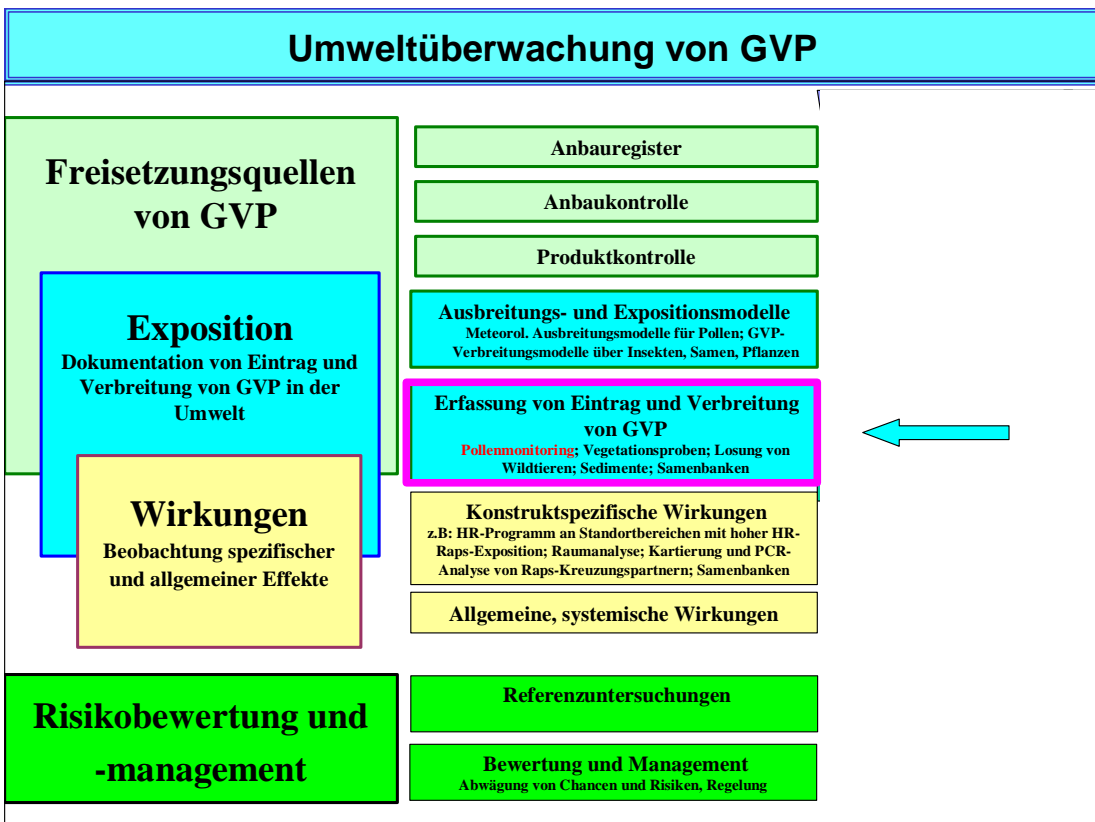 Umweltüberwachung von GVP
Freisetzungsquellen
von GVP
Exposition
Dokumentation von Eintrag und
Verbreitung von GVP in der
Umwelt
Wirkungen
Beobachtung spezifischer
und allgemeiner Effekte
Risikobewertung und
-management
Anbauregister
Anbaukontrolle
Produktkontrolle
Ausbreitungs- und Expositionsmodelle
Meteorol. Ausbreitungsmodelle für Pollen; GVP-
Verbreitungsmodelle über Insekten, Samen, Pflanzen
Erfassung von Eintrag und Verbreitung
von GVP
Pollenmonitoring; Vegetationsproben; Losung von
Wildtieren; Sedimente; Samenbanken
Konstruktspezifische Wirkungen
z.B: HR-Programm an Standortbereichen mit hoher HR-
Raps-Exposition; Raumanalyse; Kartierung und PCR-
Analyse von Raps-Kreuzungspartnern; Samenbanken
Allgemeine, systemische Wirkungen
Referenzuntersuchungen
Bewertung und Management
Abwägung von Chancen und Risiken, Regelung